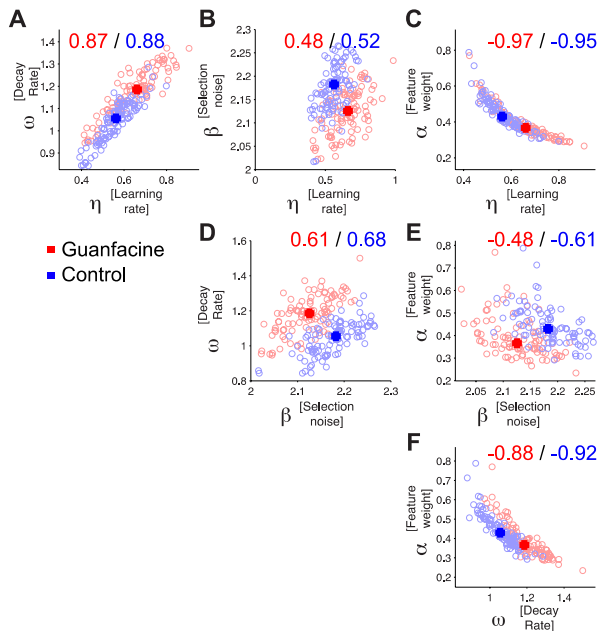 A
0.87 / 0.88
ω
[Decay
Rate]
1.4
1.3
1.2
1.1
1
0.9
0.4
0.6
0.8
η
[Learning
rate]
B
0.48 / 0.52
β
[Selection
noise]
2.3
2.25
2.2
2.15
2.1
2.05
2
0
0.5
1
η
[Learning
rate]
C
-0.97 / -0.95
α
[Feature
weight]
0.8
0.6
0.4
0.2
0.4
0.6
0.8
1
η
[Learning
rate]
Guanfacine
Control
D
0.61 / 0.68
ω
[Decay
Rate]
1.6
1.4
1.2
1
0.8
2
2.1
2.2
2.3
β
[Selection
noise]
E
-0.48 / -0.61
α
[Feature
weight]
0.8
0.7
0.6
0.5
0.4
0.3
0.2
2.05
2.1
2.15
2.2
2.25
β
[Selection
noise]
F
-0.88 / -0.92
α
[Feature
weight]
0.8
0.7
0.6
0.5
0.4
0.3
0.2
1
1.2
1.4
ω
[Decay
Rate]